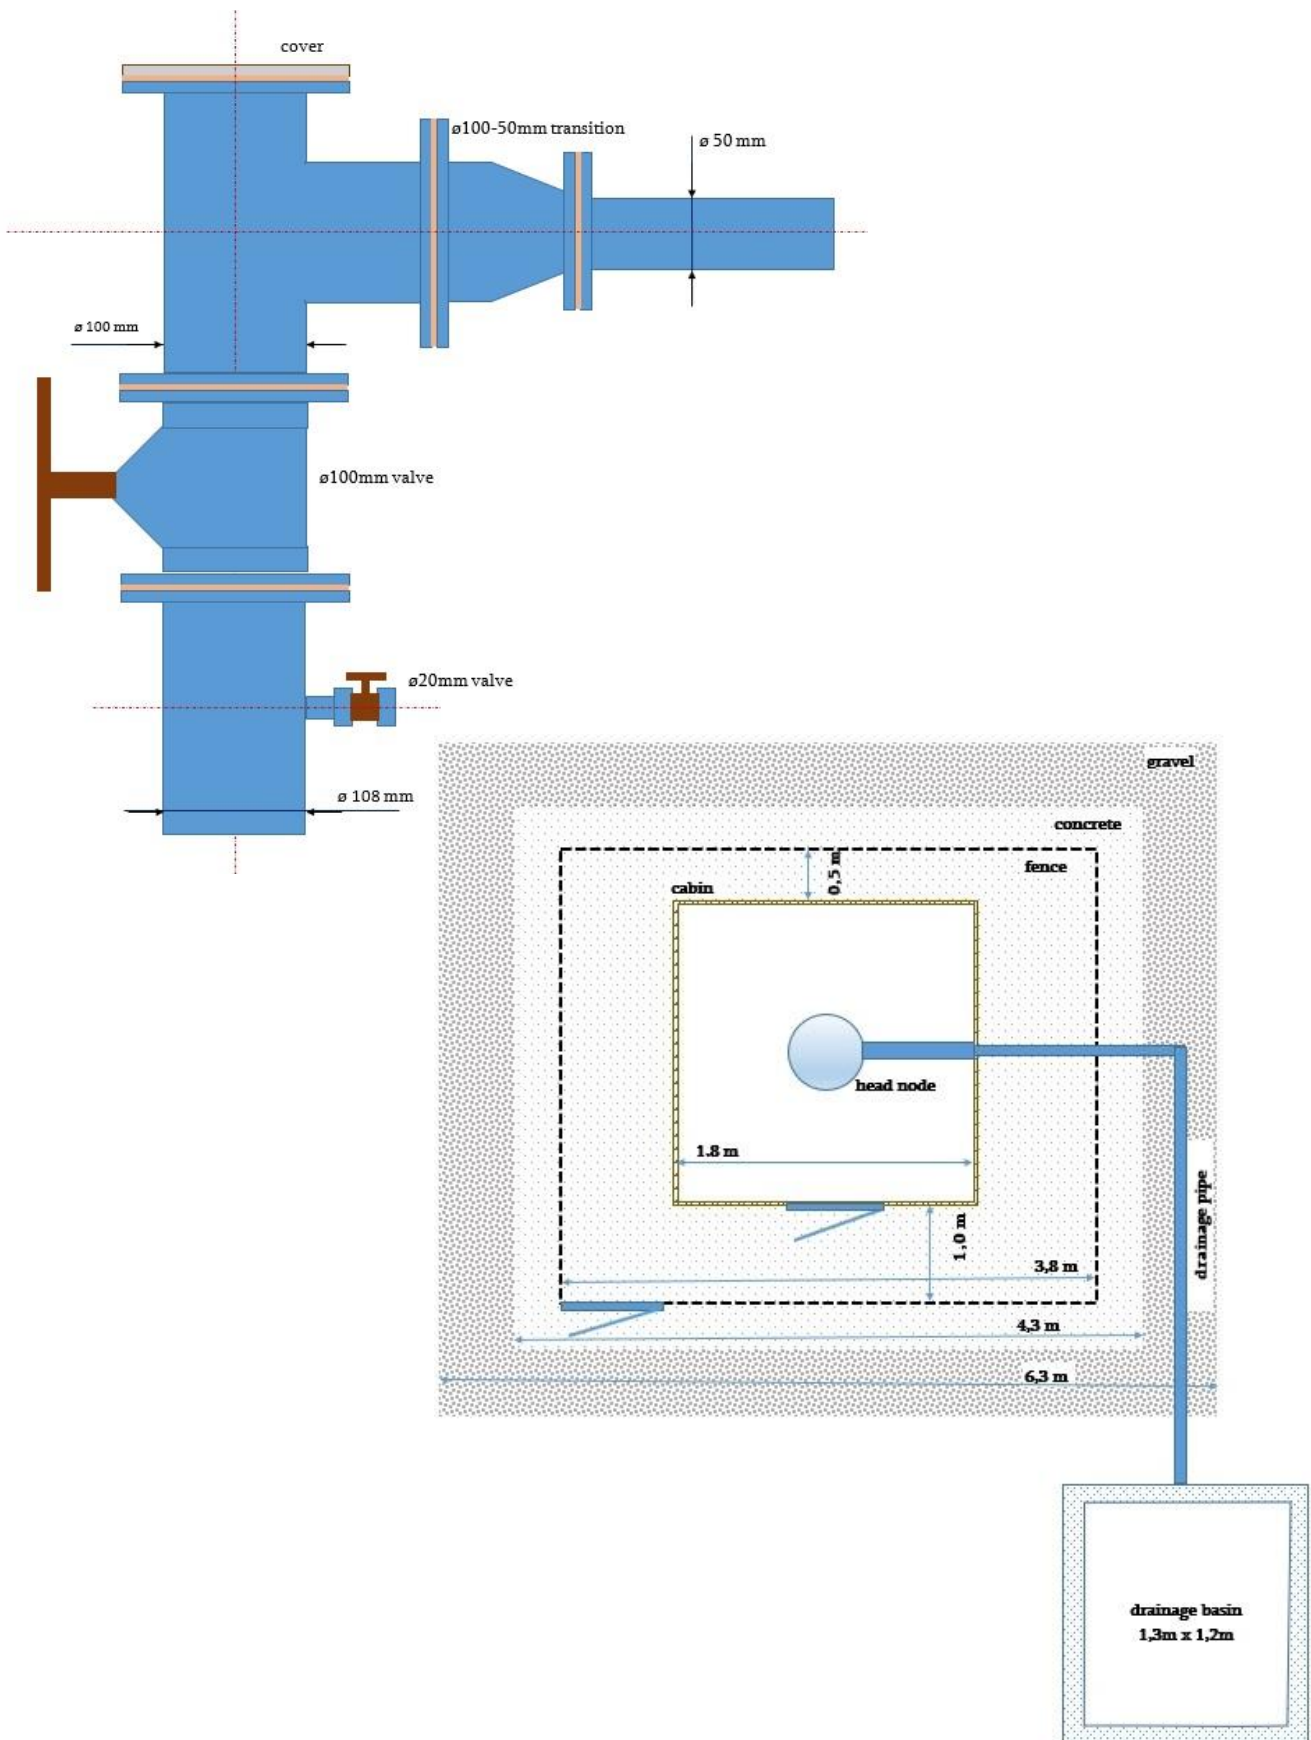 cover
ø100-50mm transition
ø 50 mm
ø 100 mm
ø100mm valve
ø20mm valve
ø 108 mm
gravel
concrete
fence
0,5 m
cabin
head node
1.8 m
1,0 m
3,8 m
drainage pipe
4,3 m
6,3 m
drainage basin
1,3m x 1,2m